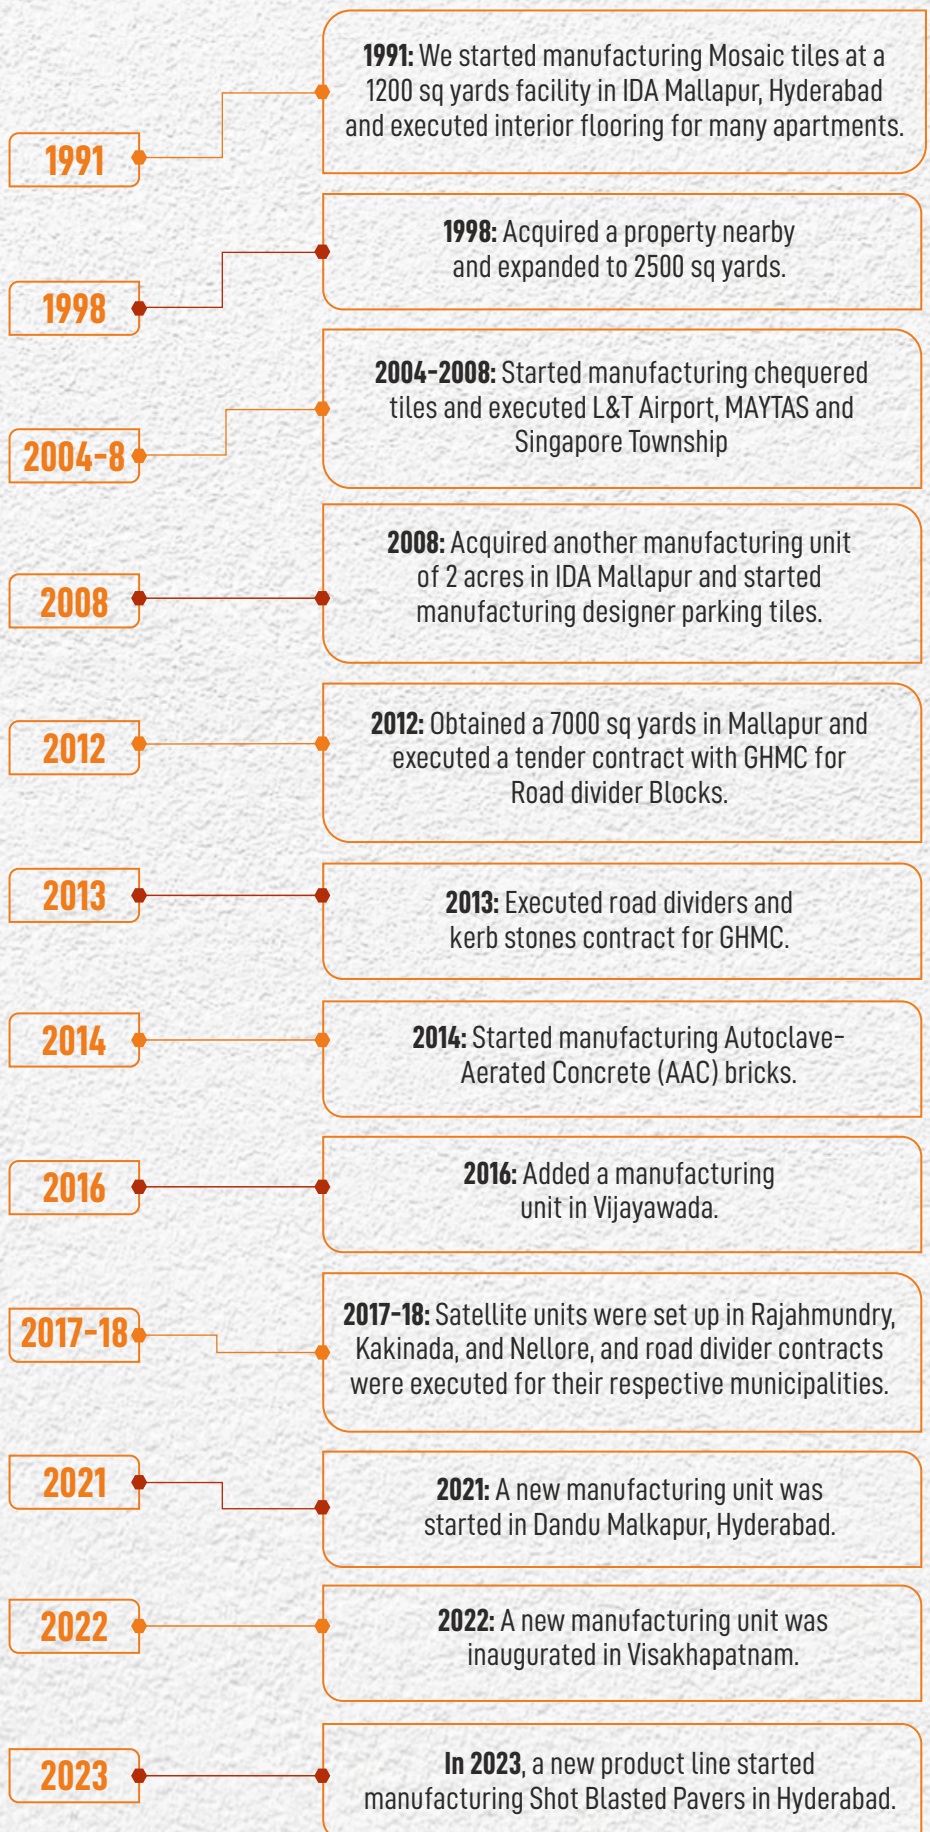 1991
1991: We started manufacturing Mosaic tiles at a
1200 sq yards facility in IDA Mallapur, Hyderabad
and executed interior flooring for many apartments.
1998
1998: Acquired a property nearby
and expanded to 2500 sq yards.
2004-8
2004-2008: Started manufacturing chequered
tiles and executed L&T Airport, MAYTAS and
Singapore Township
2008
2008: Acquired another manufacturing unit
of 2 acres in IDA Mallapur and started
manufacturing designer parking tiles.
2012
2012: Obtained a 7000 sq yards in Mallapur and
executed a tender contract with GHMC for
Road divider Blocks.
2013
2013: Executed road dividers and
kerb stones contract for GHMC.
2014
2014: Started manufacturing Autoclave-
Aerated Concrete (AAC) bricks.
2016
2016: Added a manufacturing
unit in Vijayawada.
2017-18
2017-18: Satellite units were set up in Rajahmundry,
Kakinada, and Nellore, and road divider contracts
were executed for their respective municipalities.
2021
2021: A new manufacturing unit was
started in Dandu Malkapur, Hyderabad.
2022
2022: A new manufacturing unit was
inaugurated in Visakhapatnam.
2023
In 2023, a new product line started
manufacturing Shot Blasted Pavers in Hyderabad.